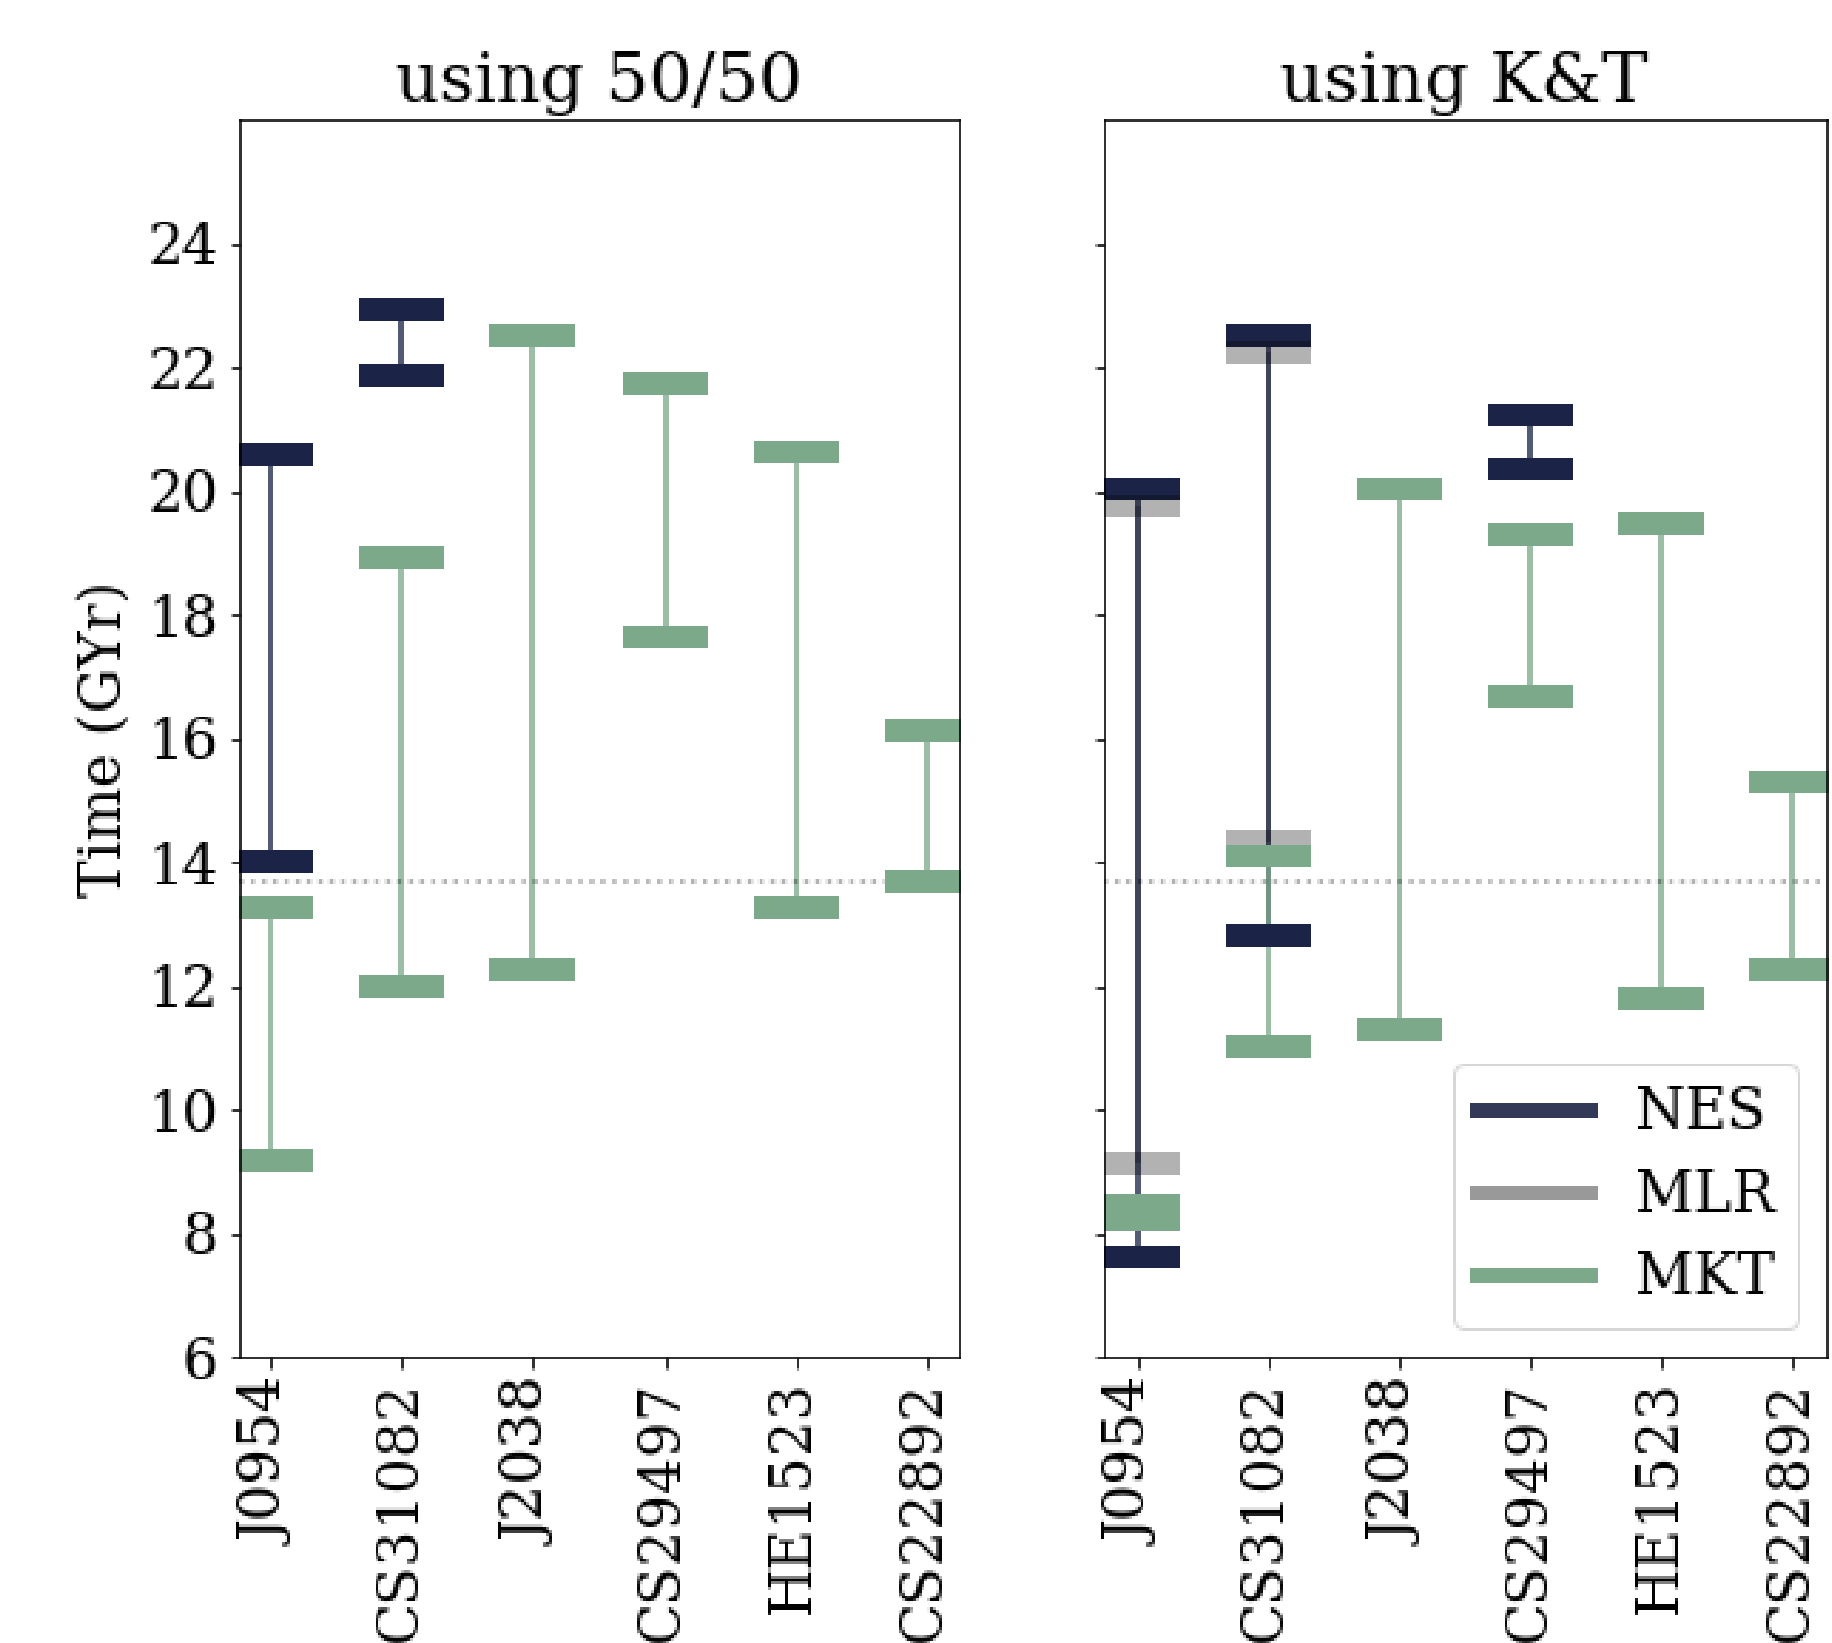 using 50/50
using K&T
Time (GYr)
24
22
20
18
16
14
12
10
8
6
J0954
CS31082
J2038
CS29497
HE1523
CS22892
J0954
CS31082
J2038
CS29497
HE1523
CS22892
NES
MLR
MKT